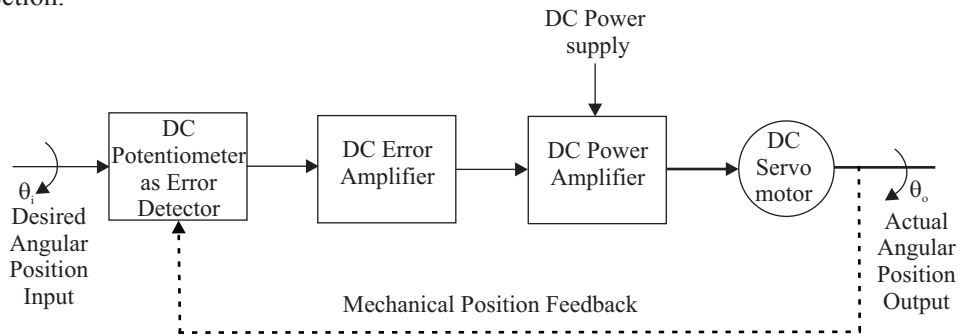 DC Power
supply
DC
Potentiometer
as Error
Detector
DC Error
Amplifier
DC Power
Amplifier
DC
Servo
motor
θi
Desired
Angular
Position
Input
θo
Actual
Angular
Position
Output
Mechanical Position Feedback